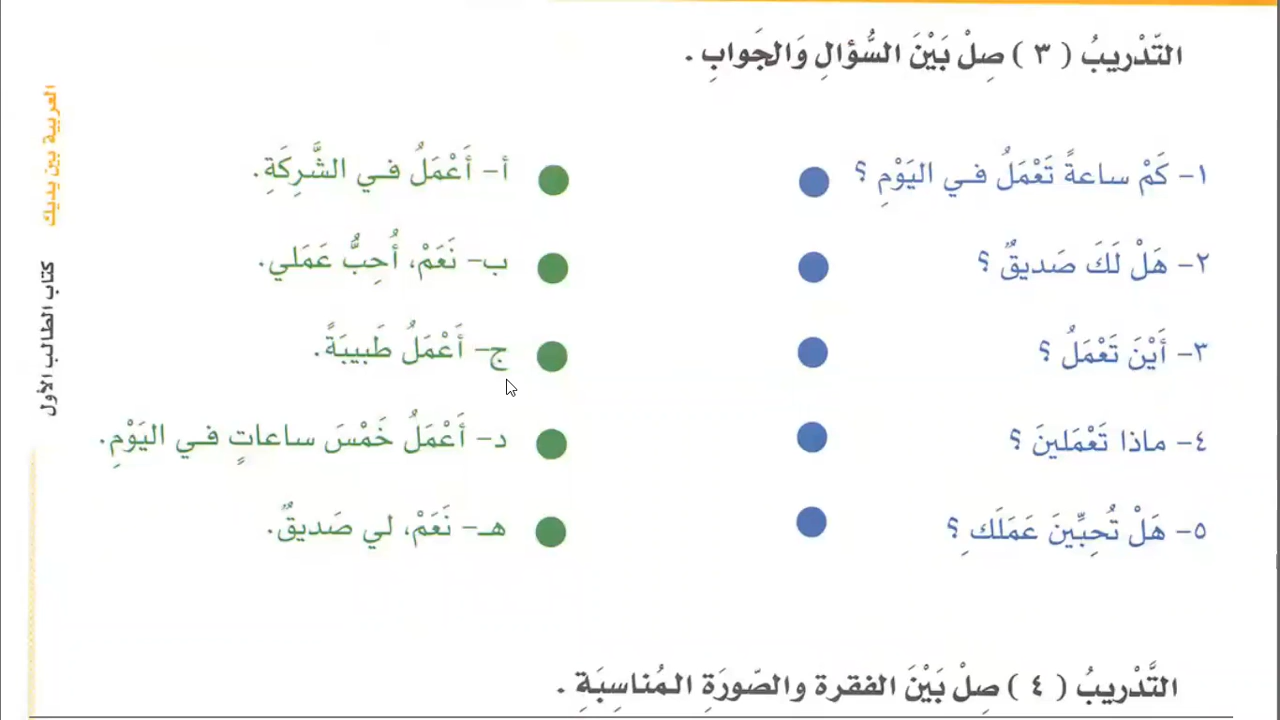 التّدْريبُ ( ٣ ) صِلْ بَيْنَ السُّؤالِ وَالجَوابِ .
١- كَمْ ساعةً تَعْمَلُ في اليَوْمِ ؟
أ- أَعْمَلُ في الشَّرِكَةِ.
٢- هَلْ لَكَ صَديقٌ ؟
ب- نَعَمْ، أُحِبُّ عَمَلي.
٣- أَيْنَ تَعْمَلُ ؟
ج- أَعْمَلُ طَبيبَةً.
٤- ماذا تَعْمَلينَ ؟
د- أَعْمَلُ خَمْسَ ساعاتٍ في اليَوْمِ.
٥- هَلْ تُحِبِّينَ عَمَلَكِ ؟
هـ- نَعَمْ، لي صَديقٌ.
التَّدْريبُ ( ٤ ) صِلْ بَيْنَ الفقرة والصّورَةِ المُناسِبَةِ .
العربية بين يديك
كتاب الطالب الأول